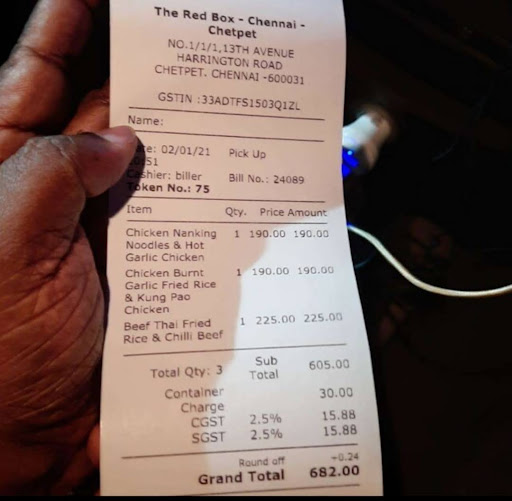 The Red Box - Chennai -
Chetpet
NO.1/1/1,13TH AVENUE
HARRINGTON ROAD
CHETPET. CHENNAI -600031
GSTIN :33ADTFS1503Q1ZL
Name:
02/01/21 Pick Up
Cashier: biller Bill No.: 24089
Token No.: 75
Item Qty. Price Amount
Chicken Nanking 1 190.00 190.00
Noodles & Hot
Garlic Chicken
Chicken Burnt 1 190.00 190.00
Garlic Fried Rice
& Kung Pao
Chicken
Beef Thai Fried 1 225.00 225.00
Rice & Chilli Beef
Total Qty: 3 Sub Total 605.00
Container Charge 30.00
CGST 2.5% 15.88
SGST 2.5% 15.88
Round off +0.24
Grand Total 682.00